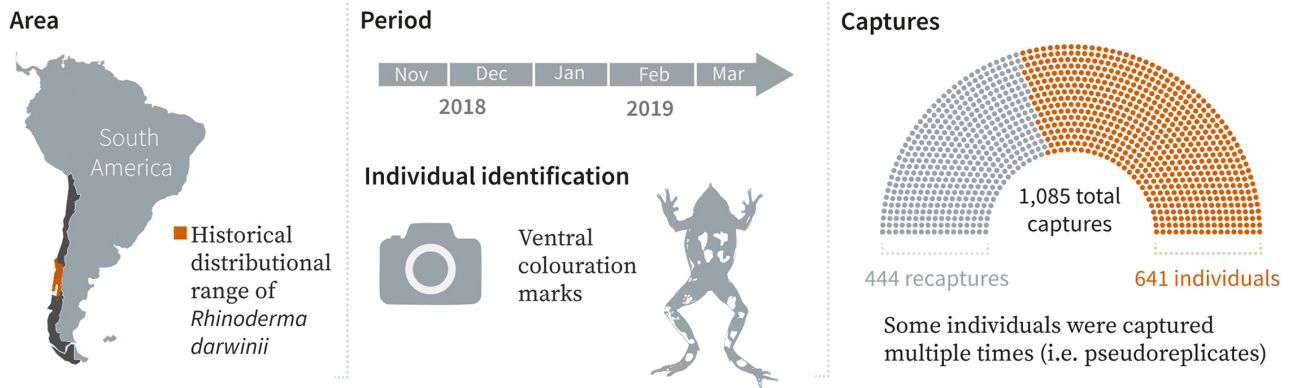 Area
South
America
Historical
distributional
range of
Rhinoderma
darwinii
Period
Nov Dec Jan Feb Mar
2018 2019
Individual identification
Ventral
colouration
marks
Captures
1,085 total
captures
444 recaptures 641 individuals
Some individuals were captured
multiple times (i.e. pseudoreplicates)